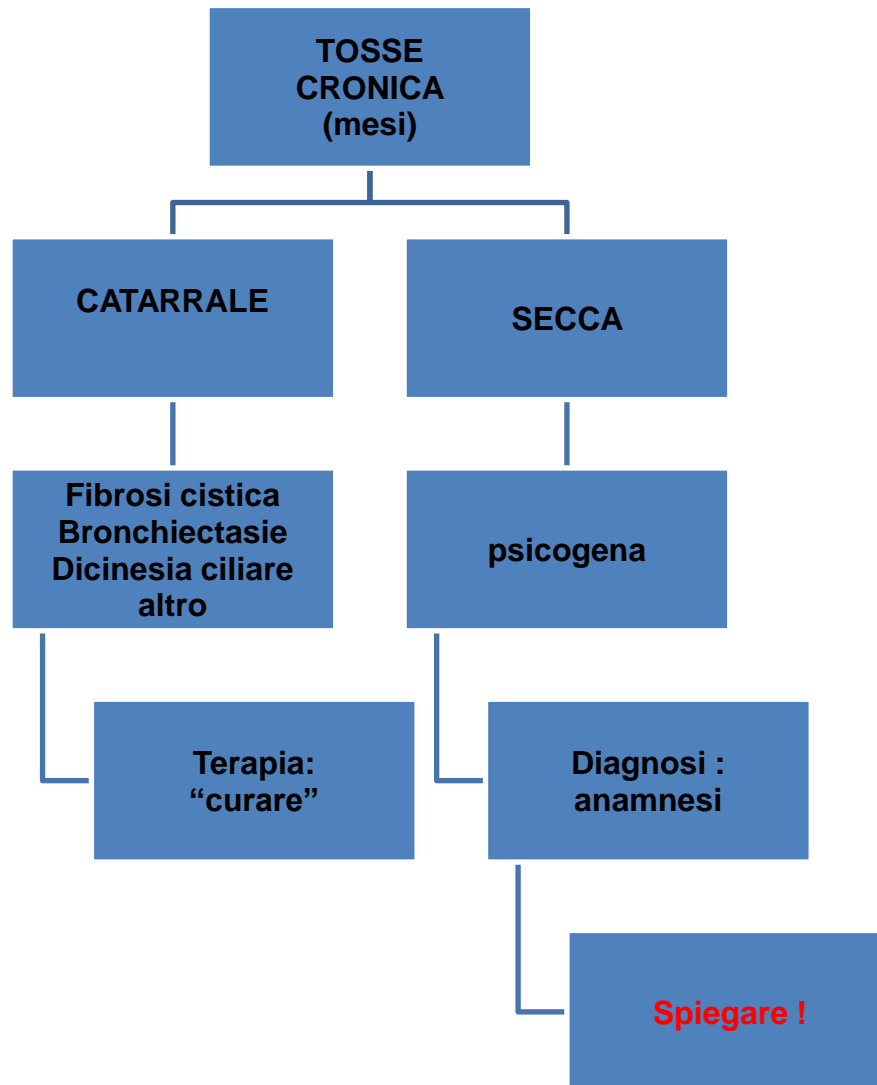 TOSSE
CRONICA
(mesi)
CATARRALE
SECCA
Fibrosi cistica
Bronchiectasie
Dicinesia ciliare
altro
psicogena
Terapia:
“curare”
Diagnosi :
anamnesi
Spiegare !